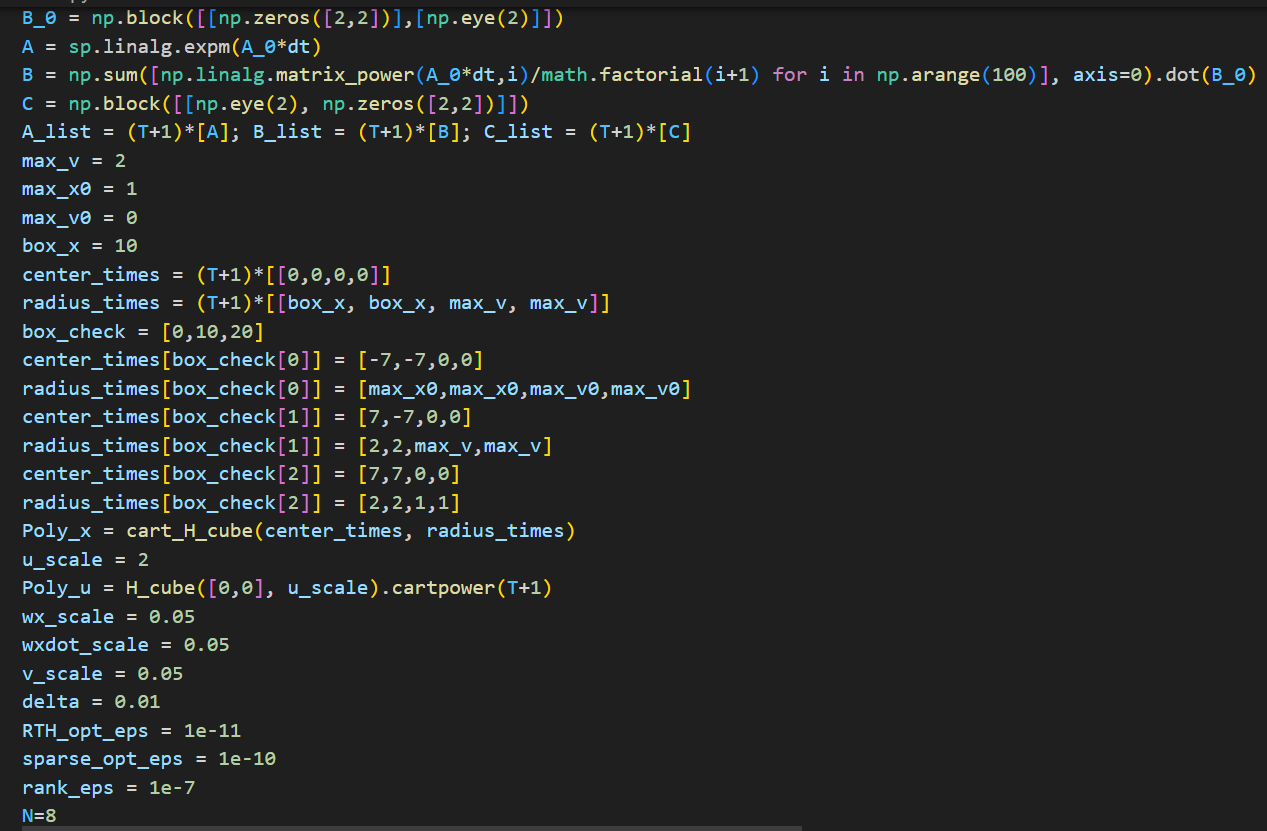 B_0 = np.block([[np.zeros([2,2])],[np.eye(2)]])
A = sp.linalg.expm(A_0*dt)
B = np.sum([np.linalg.matrix_power(A_0*dt,i)/math.factorial(i+1) for i in np.arange(100)], axis=0).dot(B_0)
C = np.block([[np.eye(2), np.zeros([2,2])]])
A_list = (T+1)*[A]; B_list = (T+1)*[B]; C_list = (T+1)*[C]
max_v = 2
max_x0 = 1
max_v0 = 0
box_x = 10
center_times = (T+1)*[[0,0,0,0]]
radius_times = (T+1)*[[box_x, box_x, max_v, max_v]]
box_check = [0,10,20]
center_times[box_check[0]] = [-7,-7,0,0]
radius_times[box_check[0]] = [max_x0,max_x0,max_v0,max_v0]
center_times[box_check[1]] = [7,-7,0,0]
radius_times[box_check[1]] = [2,2,max_v,max_v]
center_times[box_check[2]] = [7,7,0,0]
radius_times[box_check[2]] = [2,2,1,1]
Poly_x = cart_H_cube(center_times, radius_times)
u_scale = 2
Poly_u = H_cube([0,0], u_scale).cartpower(T+1)
wx_scale = 0.05
wxdot_scale = 0.05
v_scale = 0.05
delta = 0.01
RTH_opt_eps = 1e-11
sparse_opt_eps = 1e-10
rank_eps = 1e-7
N=8